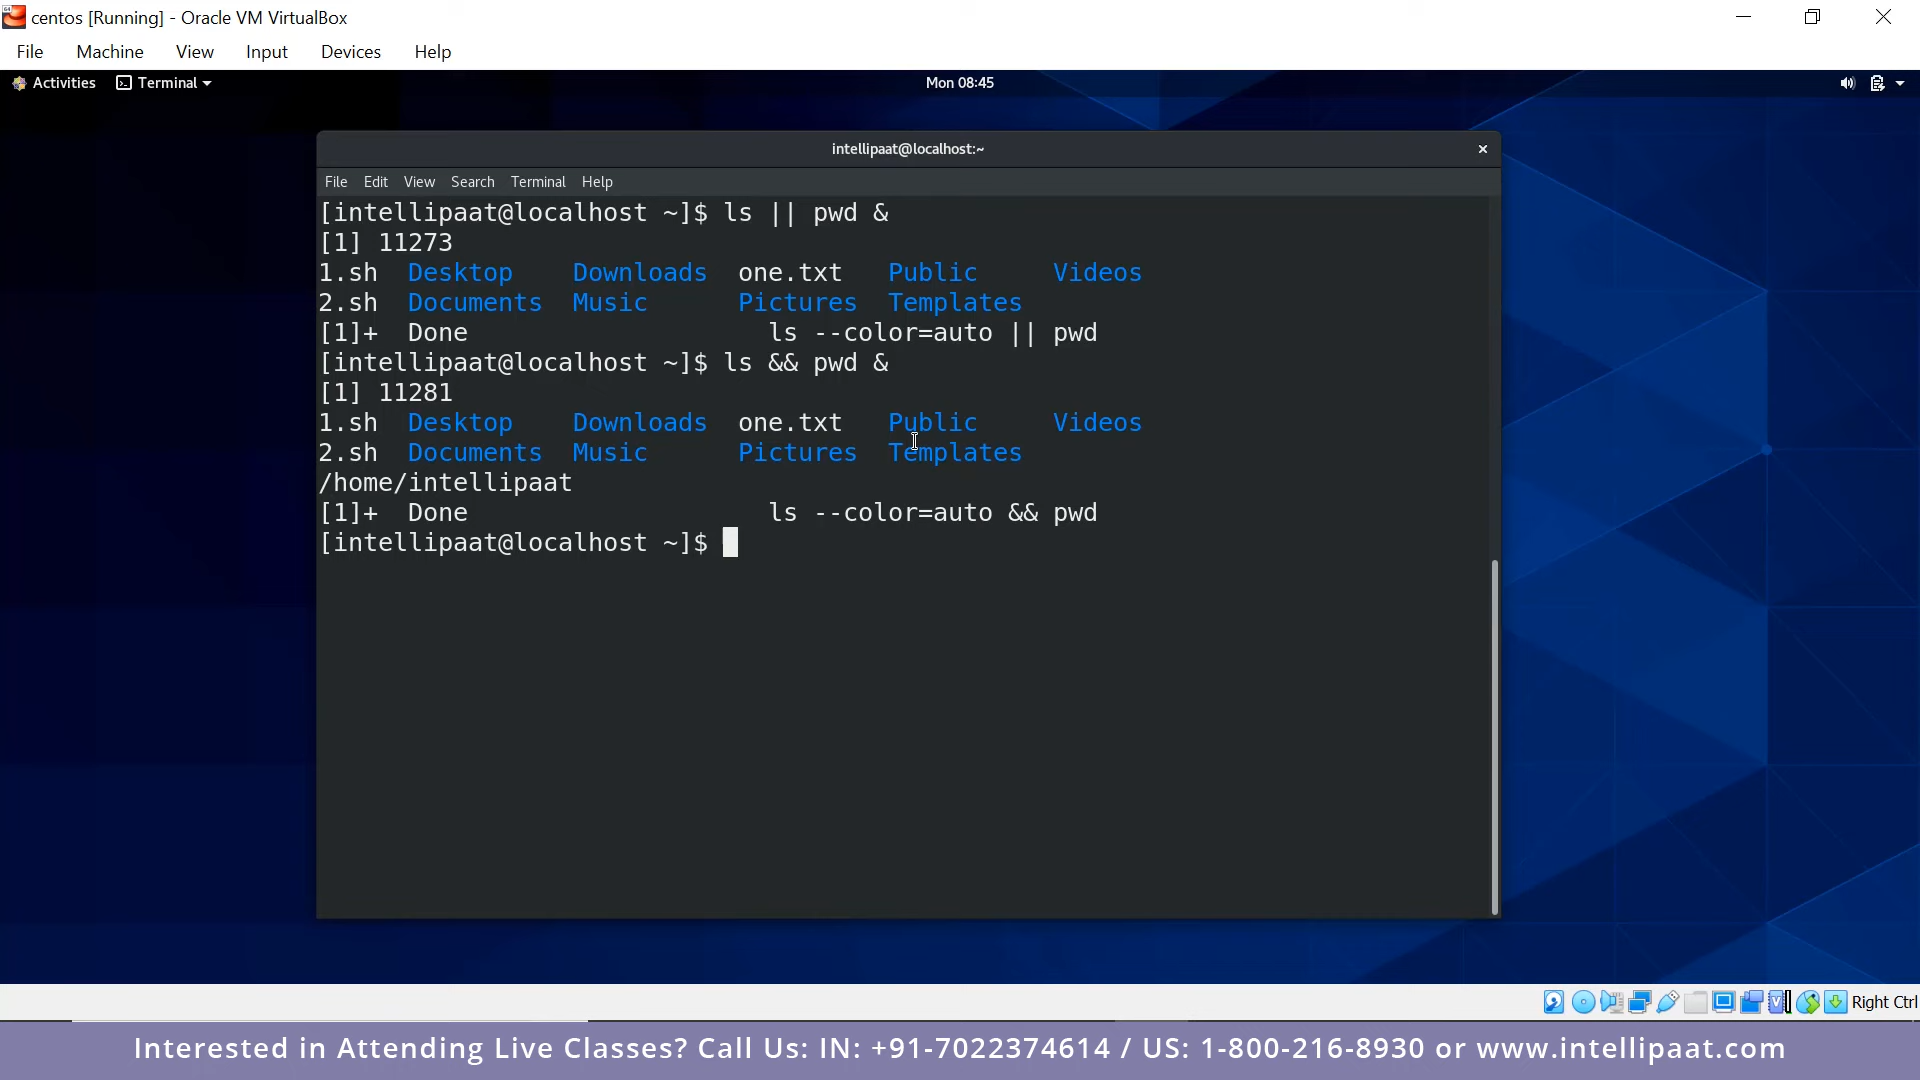 centos [Running] - Oracle VM VirtualBox
File Machine View Input Devices Help
Activities Terminal Mon 08:45
intellipaat@localhost:~
File Edit View Search Terminal Help
[intellipaat@localhost ~]$ ls || pwd &
[1] 11273
1.sh Desktop Downloads one.txt Public Videos
2.sh Documents Music Pictures Templates
[1]+ Done ls --color=auto || pwd
[intellipaat@localhost ~]$ ls && pwd &
[1] 11281
1.sh Desktop Downloads one.txt Public Videos
2.sh Documents Music Pictures Templates
/home/intellipaat
[1]+ Done ls --color=auto && pwd
[intellipaat@localhost ~]$
Right Ctrl
Interested in Attending Live Classes? Call Us: IN: +91-7022374614 / US: 1-800-216-8930 or www.intellipaat.com